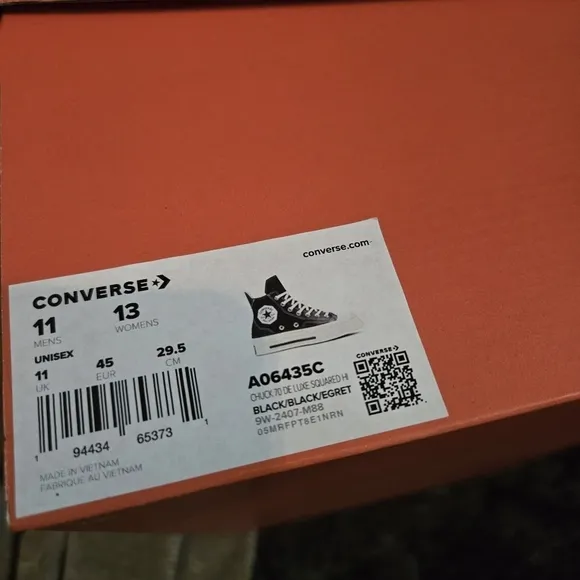 converse.com
CONVERSE
11 13
MENS WOMENS
UNISEX
11 45 29.5
UK EUR CM
1 94434 65373 1
MADE IN VIETNAM
FABRIQUE AU VIETNAM
A06435C
CHUCK 70 DE LUXE SQUARED HI
BLACK/BLACK/EGRET
9W-2407-M88
05MRFPT8E1NRN
CONVERSE